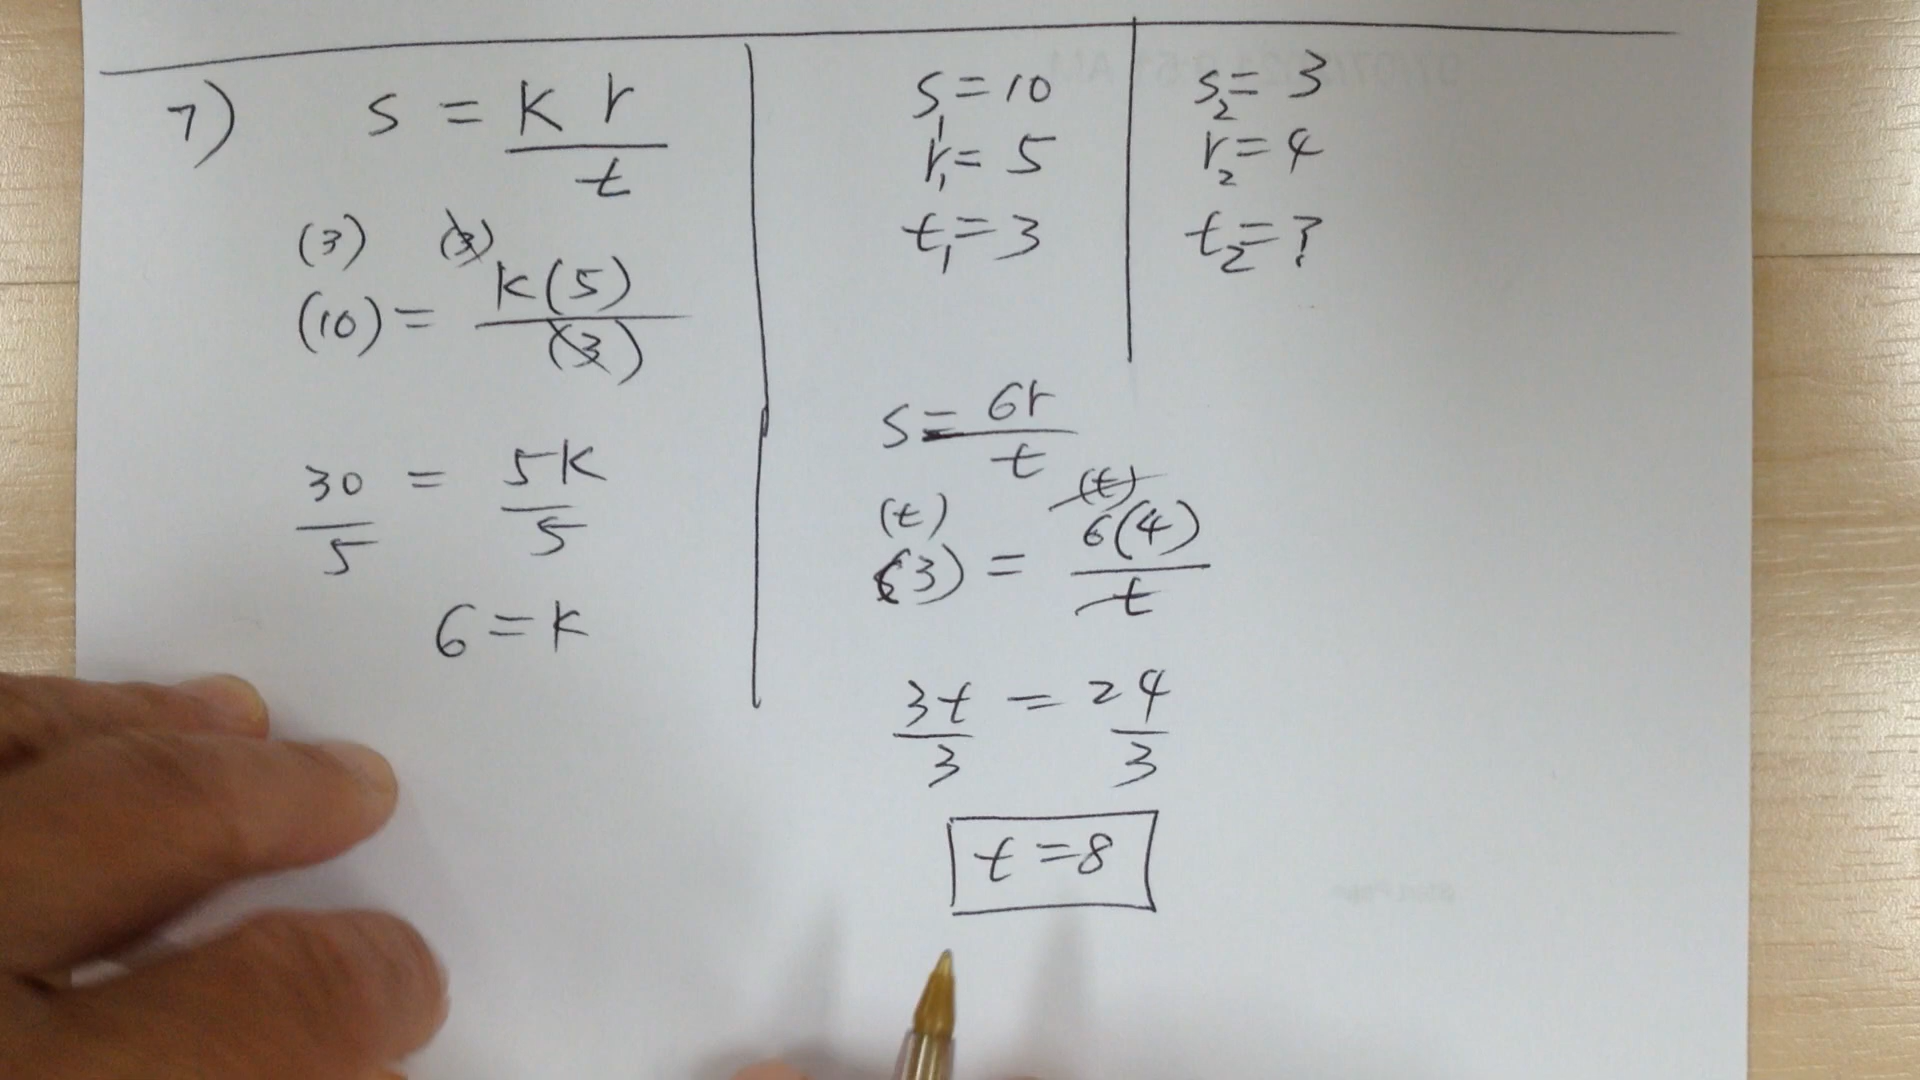 7) s = k r / t
(3) (3)
(10) = k(5) / (3)
30 / 5 = 5k / 5
6 = k
s₁ = 10
r₁ = 5
t₁ = 3
s₂ = 3
r₂ = 4
t₂ = ?
s = 6r / t
(t) (t)
(3) = 6(4) / t
3t / 3 = 24 / 3
t = 8